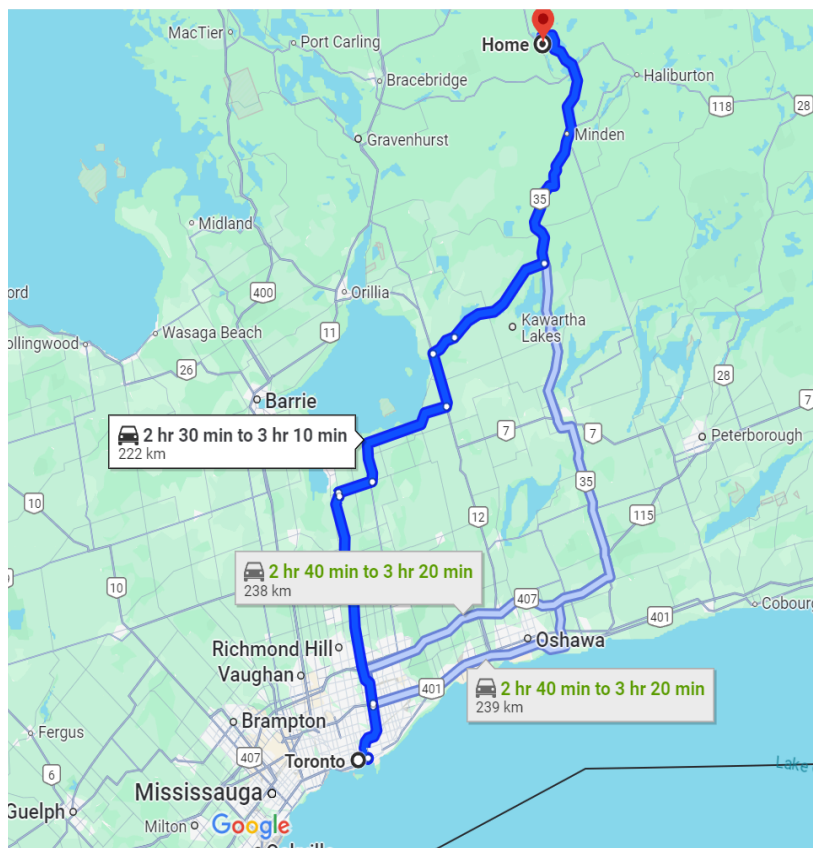 MacTier
Port Carling
Home
Bracebridge
Haliburton
118
28
Minden
Gravenhurst
35
Midland
400
Orillia
ord
Wasaga Beach
11
Kawartha
Lakes
ollingwood
26
28
Barrie
7
2 hr 30 min to 3 hr 10 min
222 km
7
7
Peterborough
35
10
12
115
2 hr 40 min to 3 hr 20 min
238 km
10
407
401
Cobourg
Oshawa
Richmond Hill
Vaughan
401
2 hr 40 min to 3 hr 20 min
239 km
Brampton
Fergus
407
Toronto
Lake
6
Mississauga
Guelph
Milton
Google
Oakville